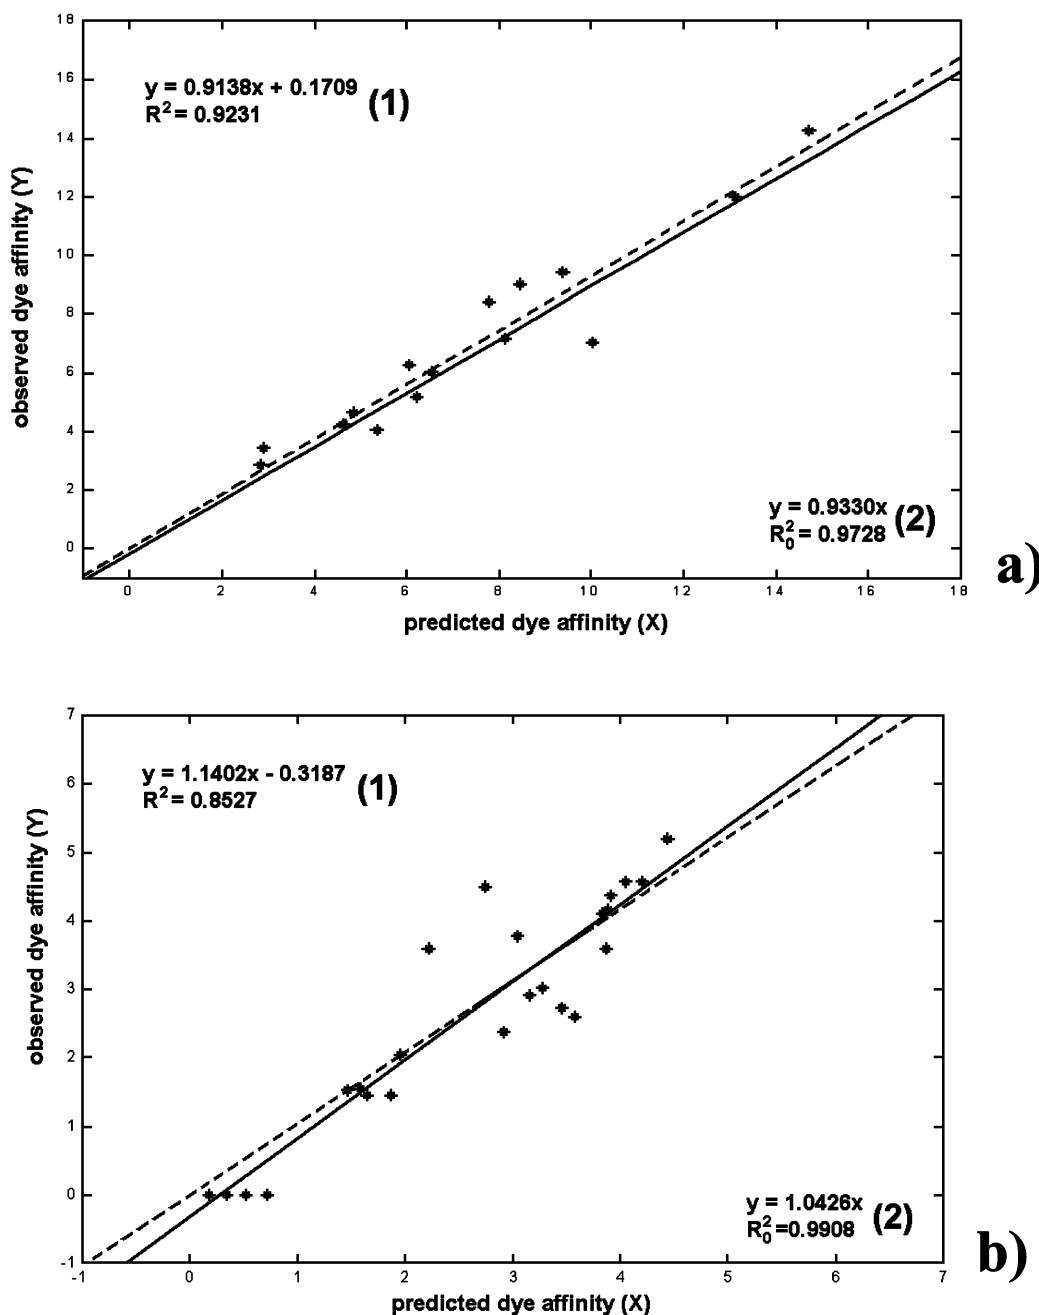 18
16
14
12
10
8
6
4
2
0
observed dye affinity (Y)
y = 0.9138x + 0.1709
R² = 0.9231
(1)
y = 0.9330x
R₀² = 0.9728
(2)
0 2 4 6 8 10 12 14 16 18
predicted dye affinity (X)
a)
7
6
5
4
3
2
1
0
-1
observed dye affinity (Y)
y = 1.1402x - 0.3187
R² = 0.8527
(1)
y = 1.0426x
R₀² =0.9908
(2)
-1 0 1 2 3 4 5 6 7
predicted dye affinity (X)
b)